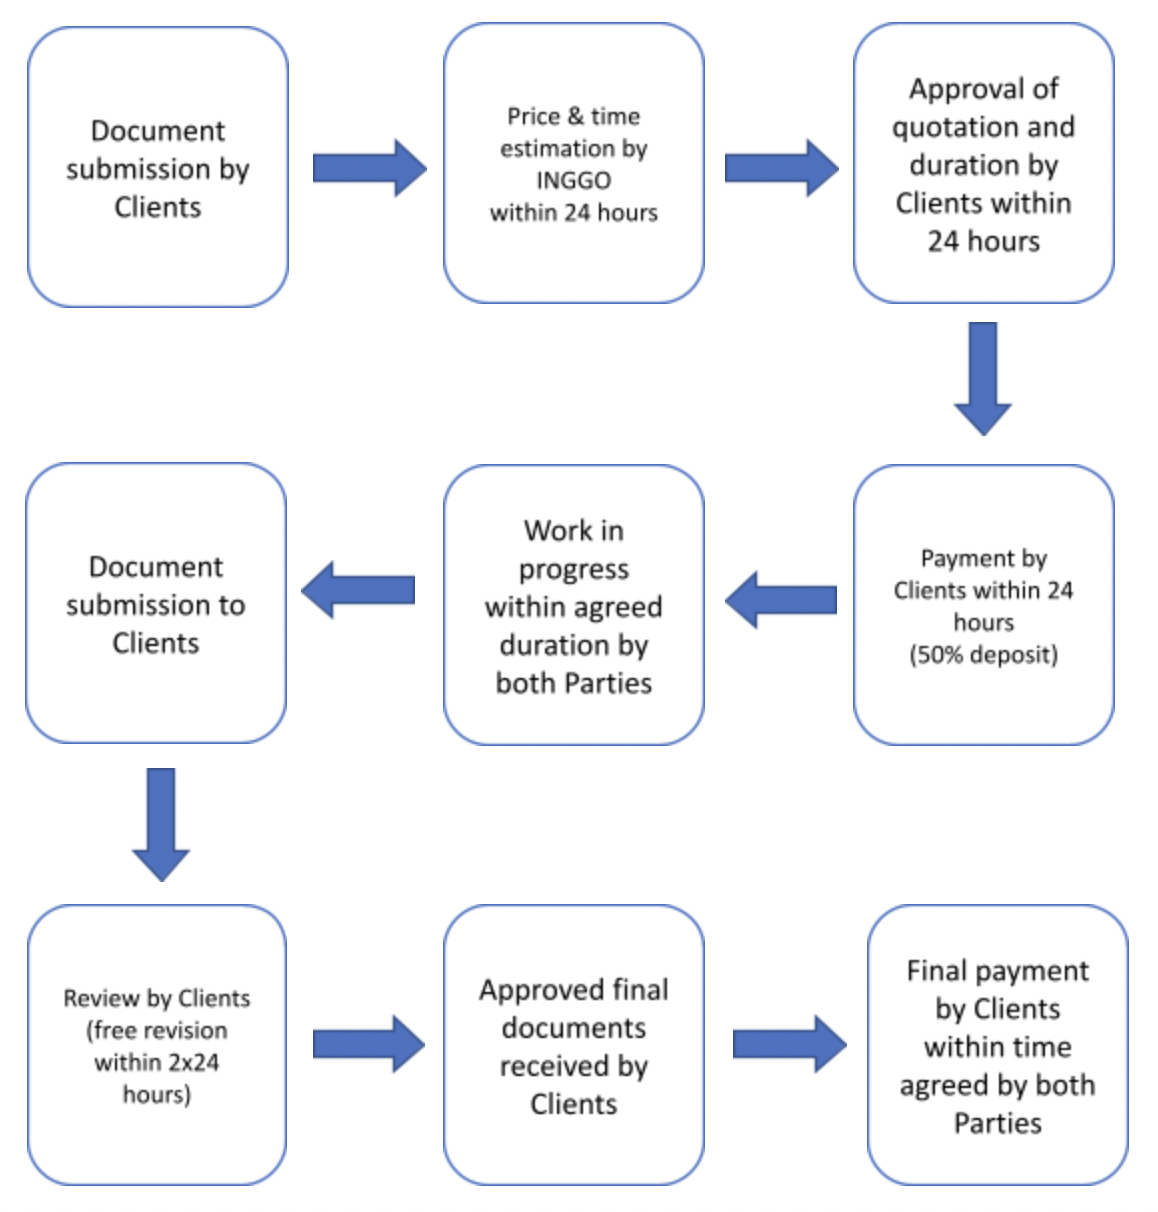 Document
submission by
Clients
Price & time
estimation by
INGGO
within 24 hours
Approval of
quotation and
duration by
Clients within
24 hours
Payment by
Clients within 24
hours
(50% deposit)
Work in
progress
within agreed
duration by
both Parties
Document
submission to
Clients
Review by Clients
(free revision
within 2x24
hours)
Approved final
documents
received by
Clients
Final payment
by Clients
within time
agreed by both
Parties